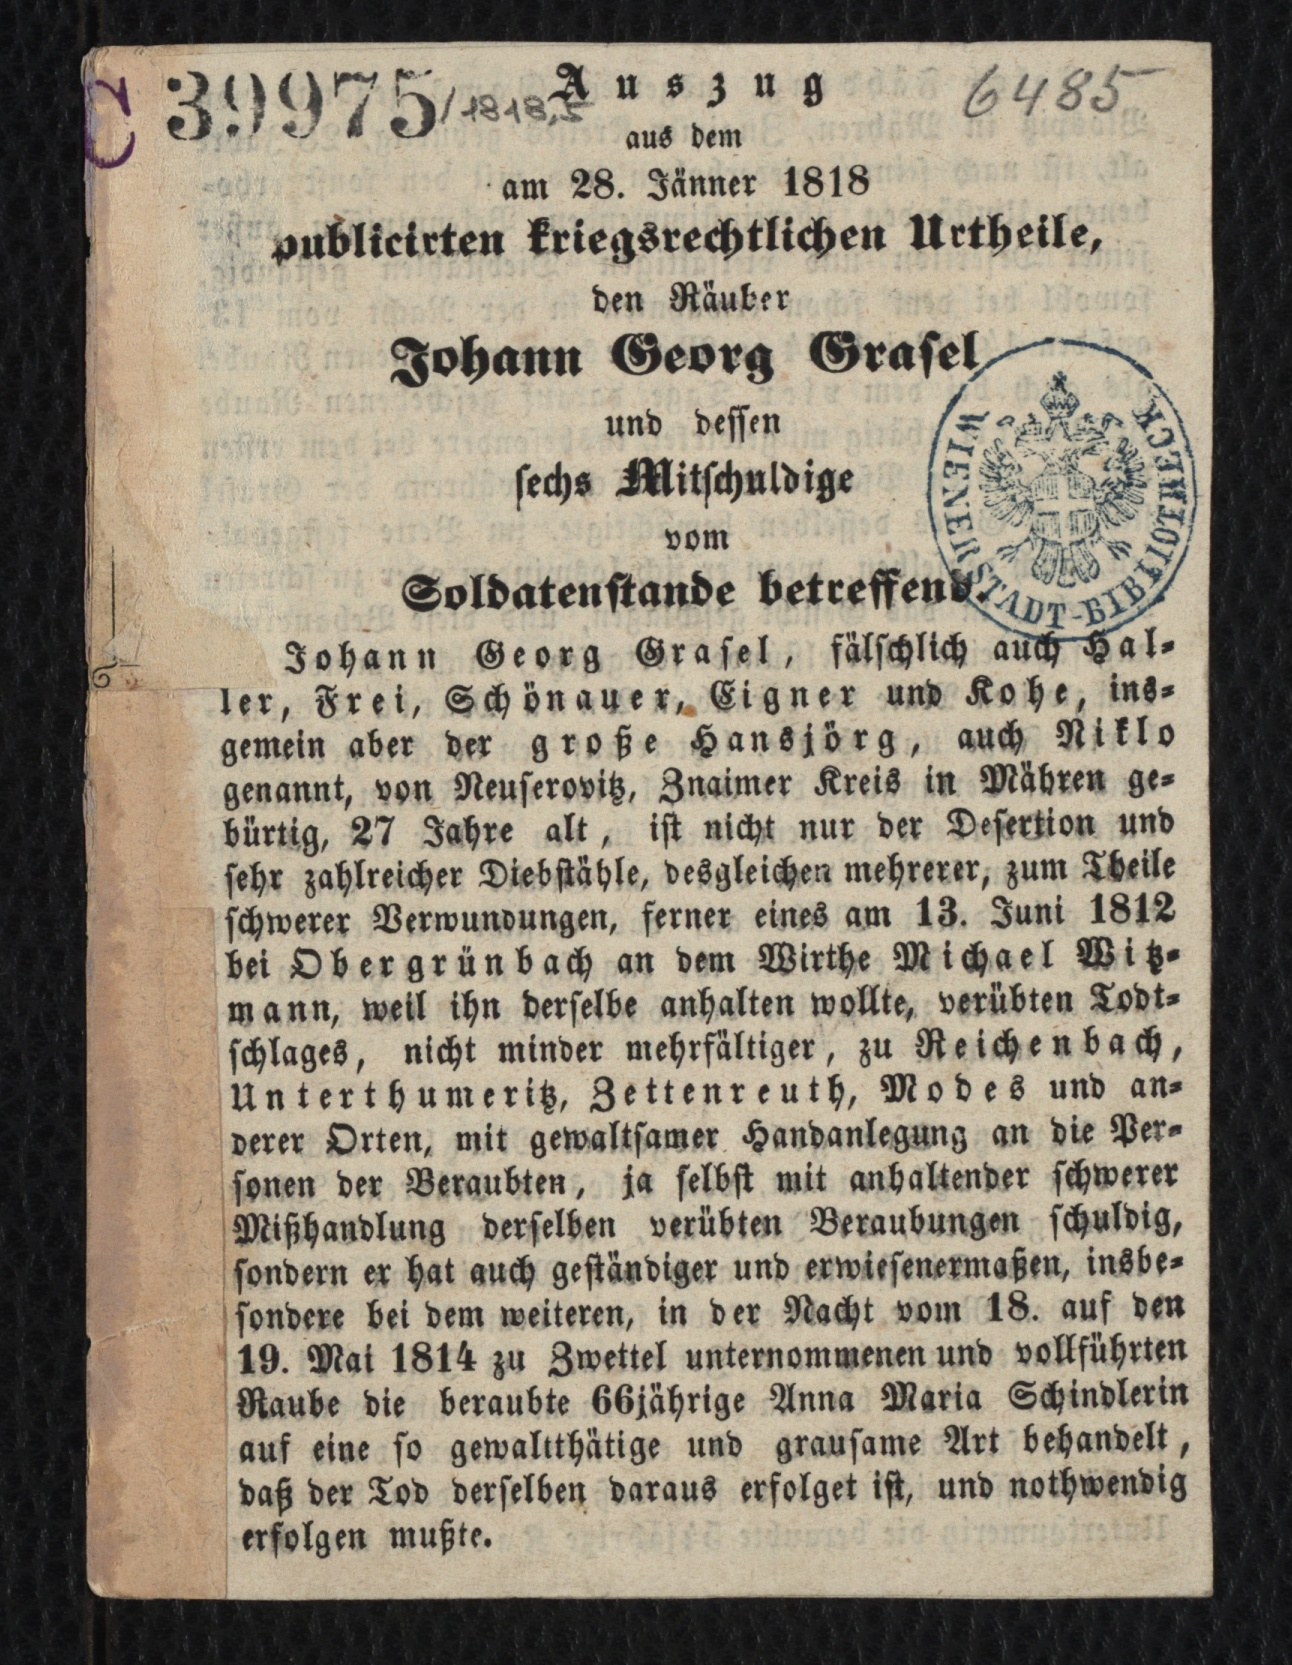 C 39975/1818,5
6485
Auszug
aus dem
am 28. Jänner 1818
publicirten kriegsrechtlichen Urtheile,
den Räuber
Johann Georg Grasel
und dessen
sechs Mitschuldige
vom
Soldatenstande betreffend.
WIENER STADT-BIBLIOTHECK
Johann Georg Grasel, fälschlich auch Hal-
ler, Frei, Schönauer, Eigner und Kohe, ins-
gemein aber der große Hansjörg, auch Niklo
genannt, von Neuserovitz, Znaimer Kreis in Mähren ge-
bürtig, 27 Jahre alt, ist nicht nur der Desertion und
sehr zahlreicher Diebstähle, desgleichen mehrerer, zum Theile
schwerer Verwundungen, ferner eines am 13. Juni 1812
bei Obergrünbach an dem Wirthe Michael Witz-
mann, weil ihn derselbe anhalten wollte, verübten Todt-
schlages, nicht minder mehrfältiger, zu Reichenbach,
Unterthumeritz, Zettenreuth, Modes und an-
derer Orten, mit gewaltsamer Handanlegung an die Per-
sonen der Beraubten, ja selbst mit anhaltender schwerer
Mißhandlung derselben verübten Beraubungen schuldig,
sondern er hat auch geständiger und erwiesenermaßen, insbe-
sondere bei dem weiteren, in der Nacht vom 18. auf den
19. Mai 1814 zu Zwettel unternommenen und vollführten
Raube die beraubte 66jährige Anna Maria Schindlerin
auf eine so gewaltthätige und grausame Art behandelt,
daß der Tod derselben daraus erfolget ist, und nothwendig
erfolgen mußte.